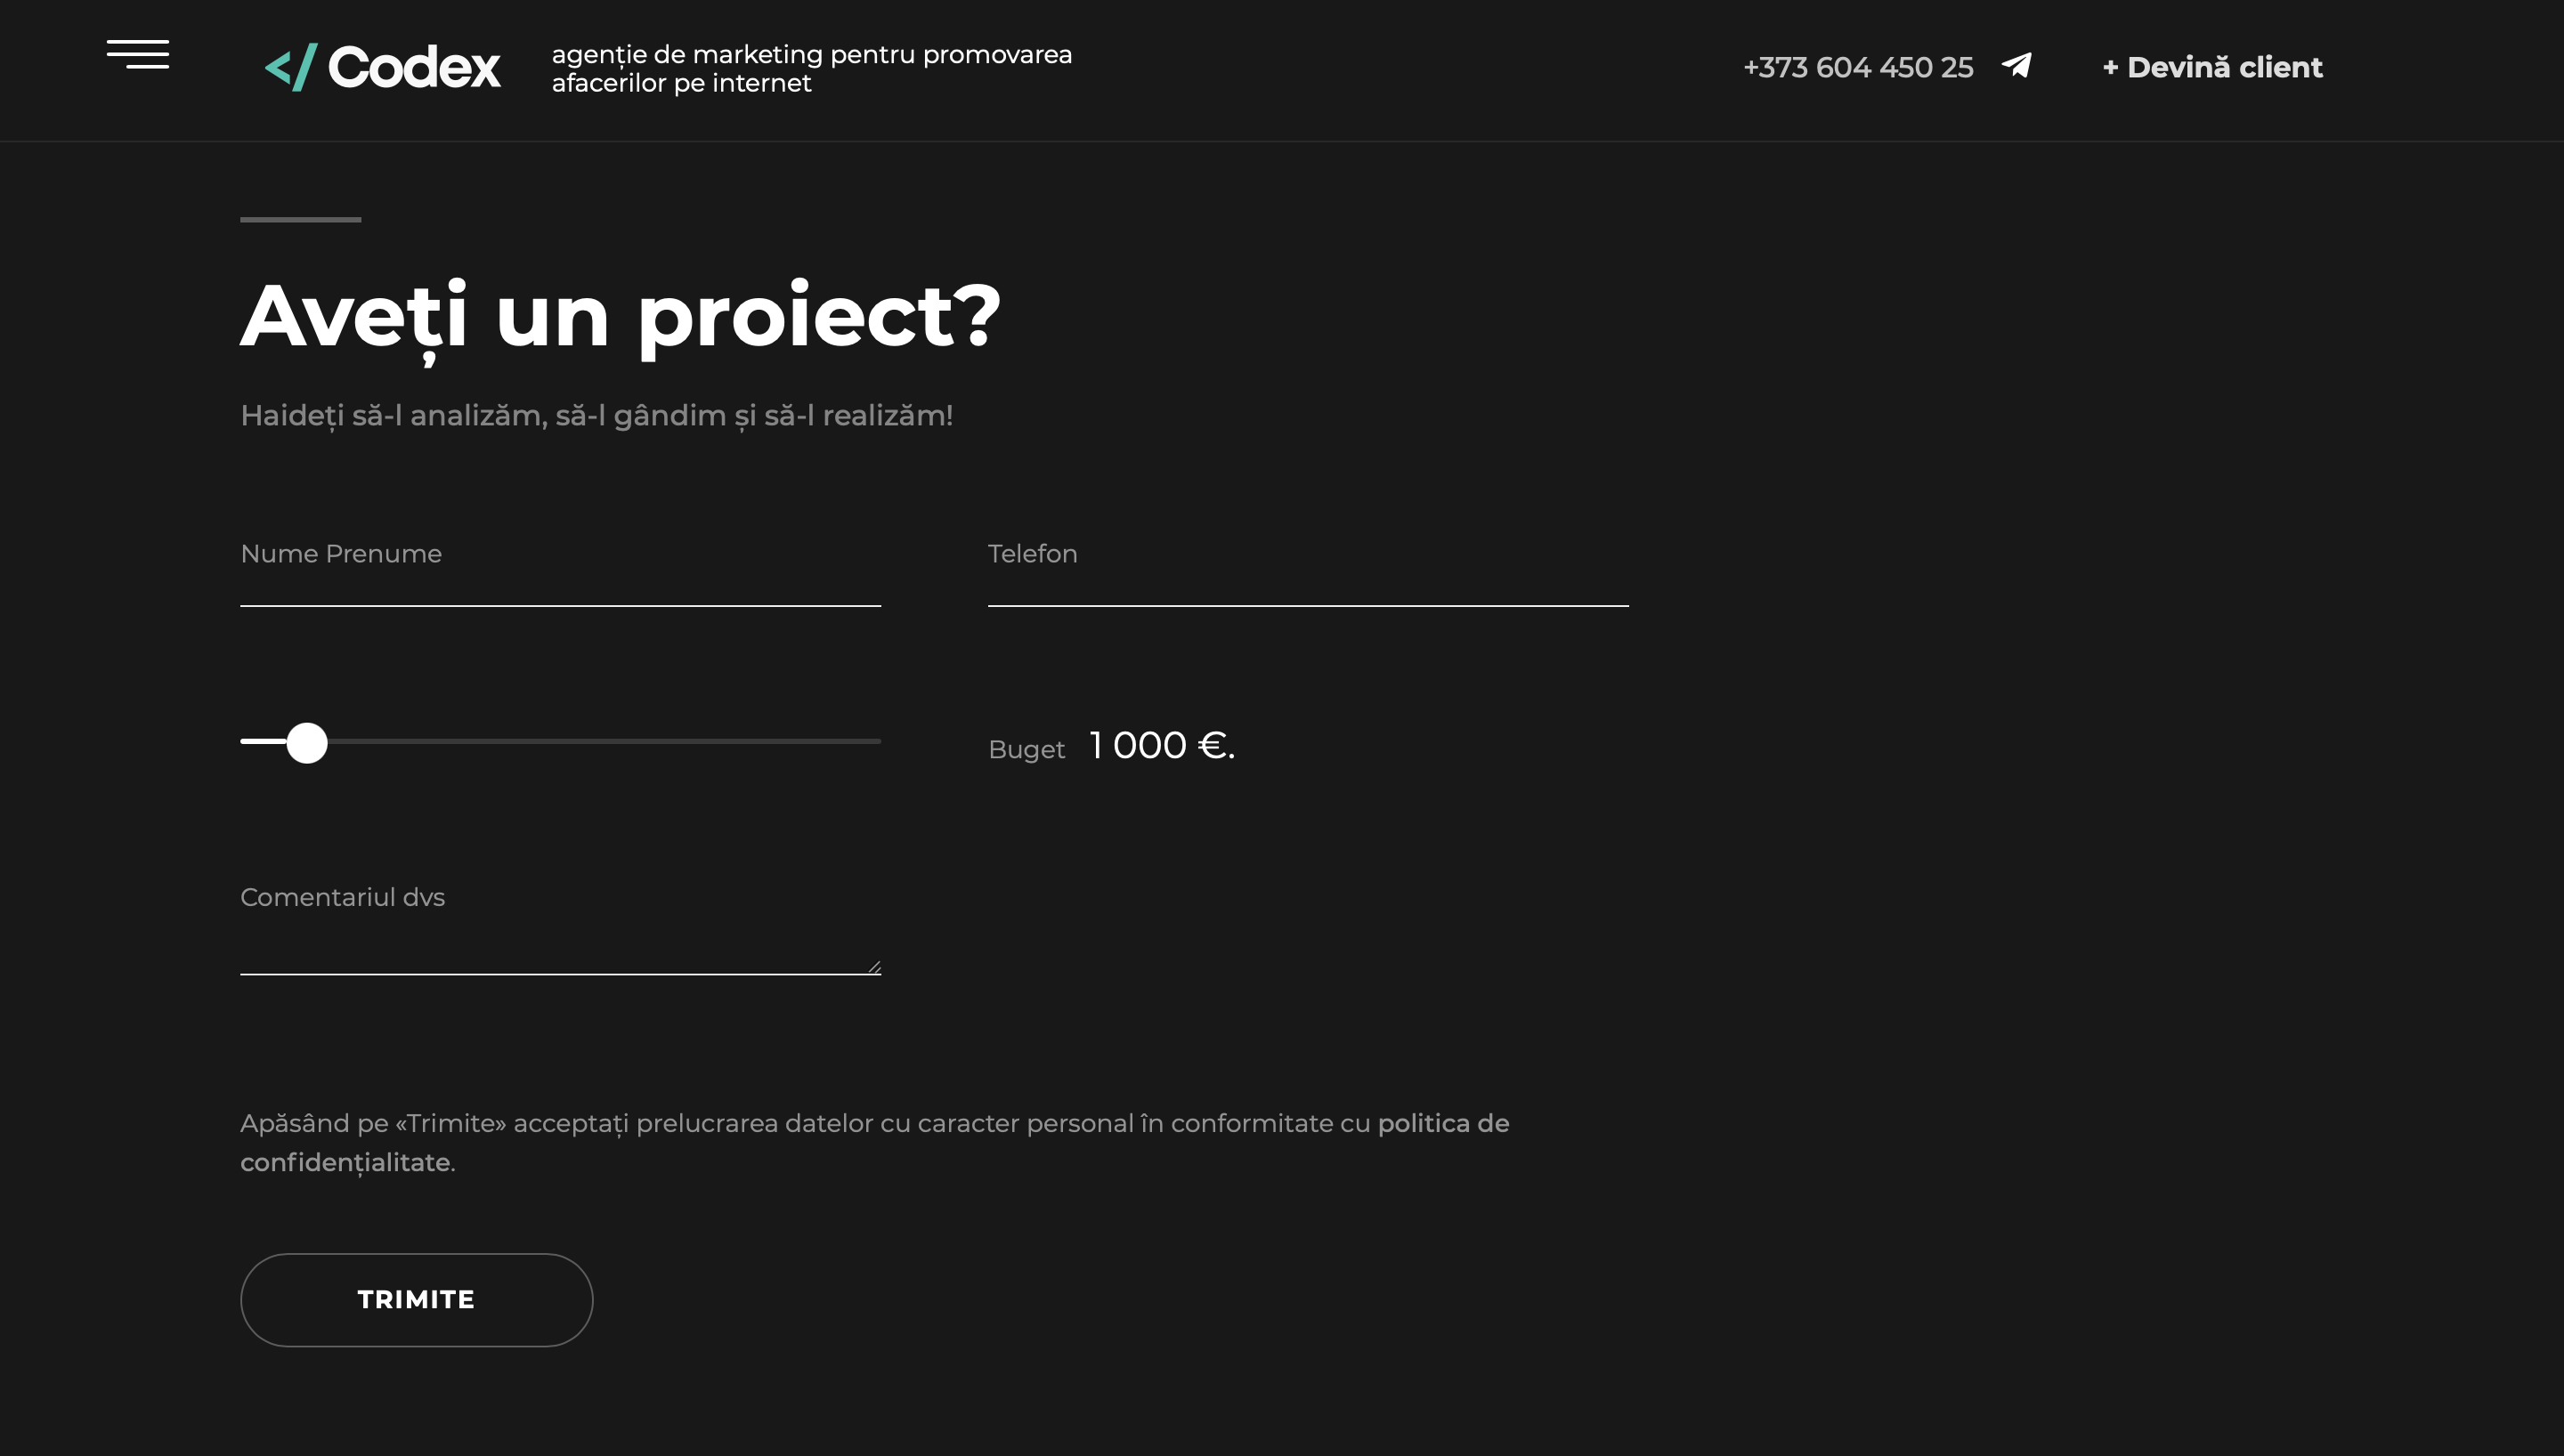 </ Codex
agenție de marketing pentru promovarea
afacerilor pe internet
+373 604 450 25
+ Devină client
Aveți un proiect?
Haideți să-l analizăm, să-l gândim și să-l realizăm!
Nume Prenume
Telefon
Buget 1 000 €.
Comentariul dvs
Apăsând pe «Trimite» acceptați prelucrarea datelor cu caracter personal în conformitate cu politica de
confidențialitate.
TRIMITE